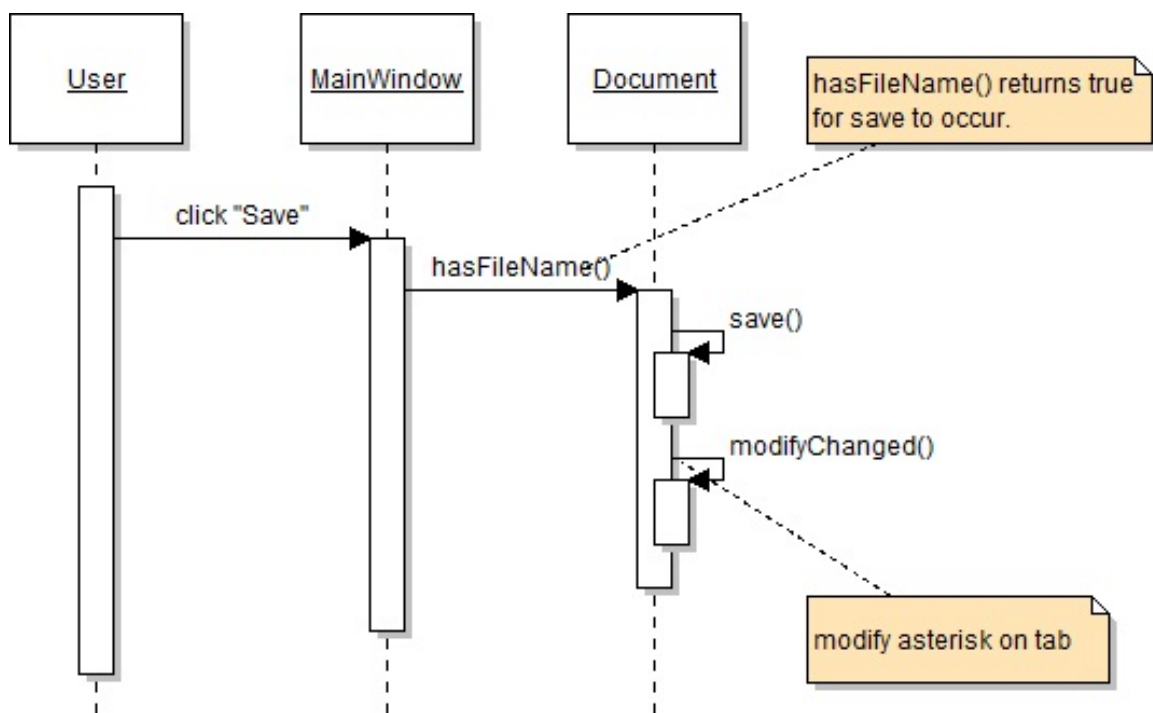 User
MainWindow
Document
hasFileName() returns true
for save to occur.
click "Save"
hasFileName()
save()
modifyChanged()
modify asterisk on tab